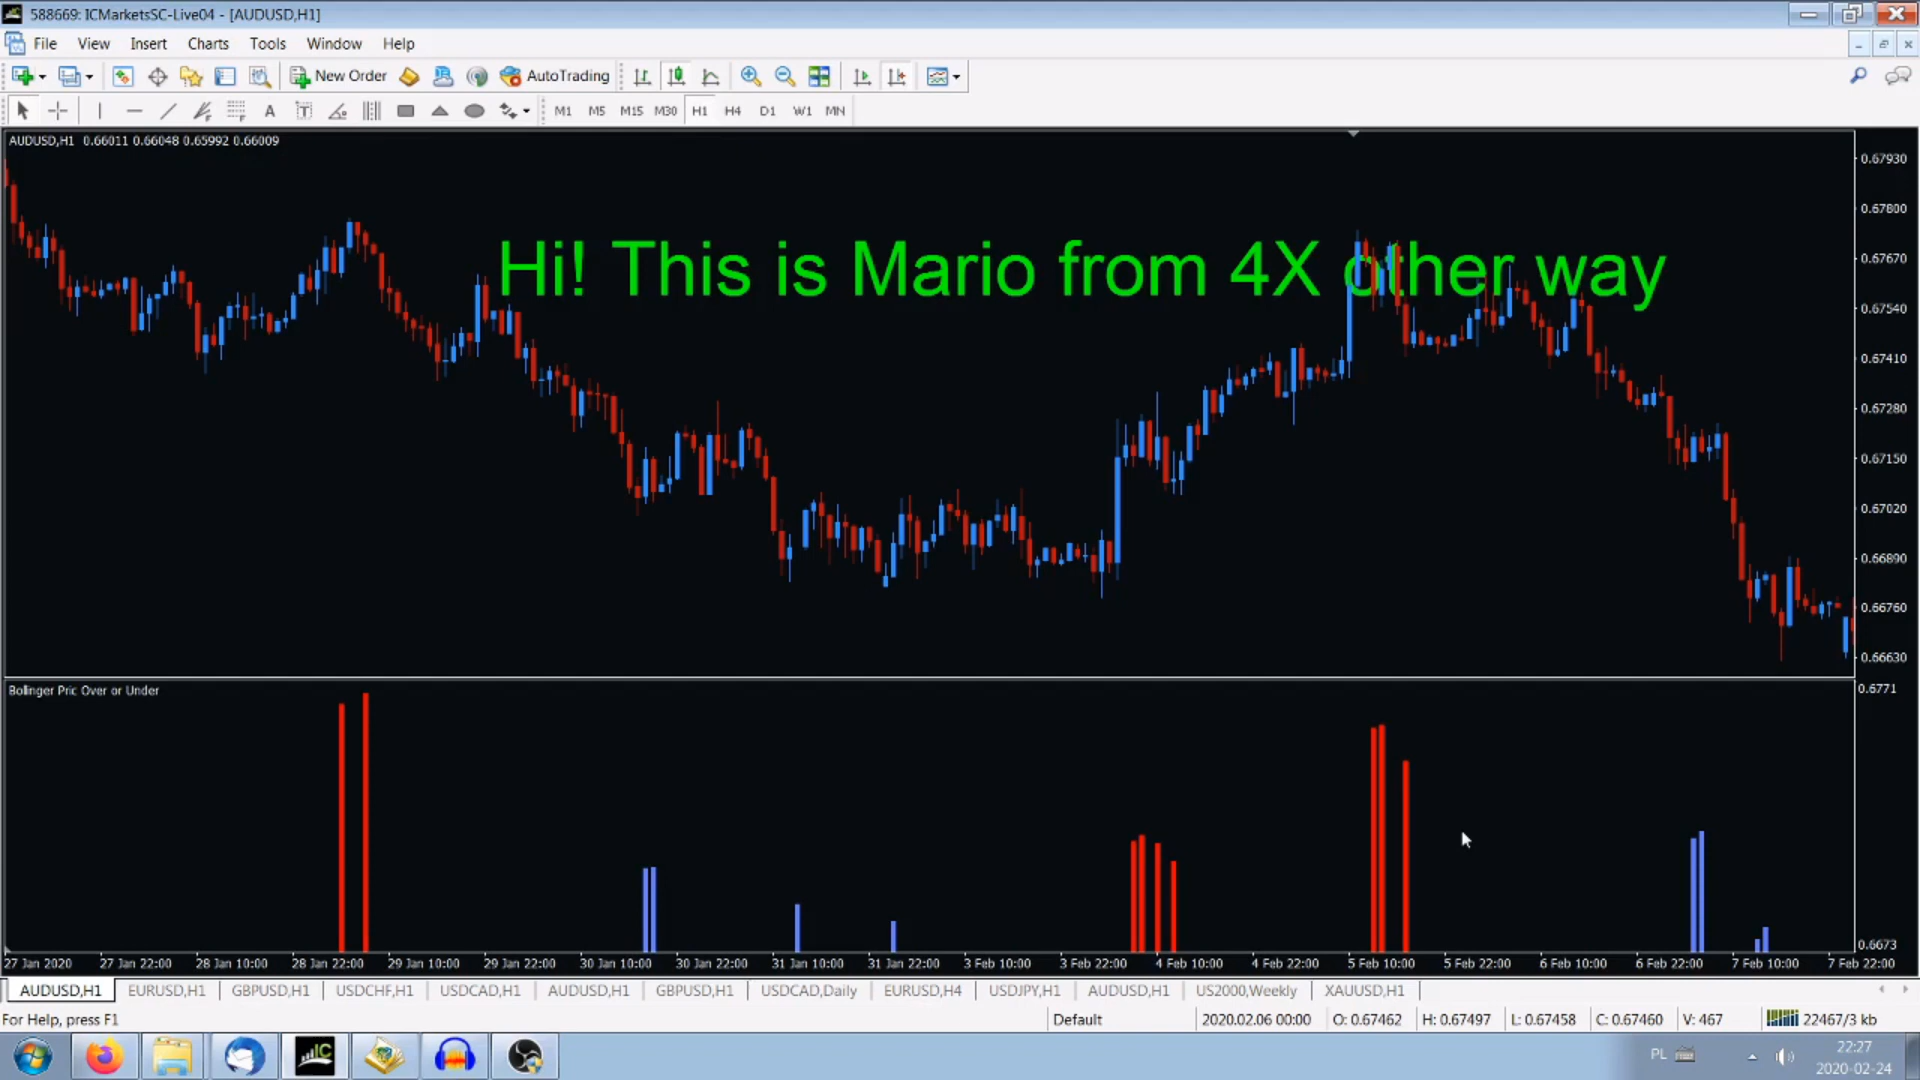 588669: ICMarketsSC-Live04 - [AUDUSD,H1]
File View Insert Charts Tools Window Help
New Order AutoTrading
A T M1 M5 M15 M30 H1 H4 D1 W1 MN
AUDUSD,H1 0.66011 0.66048 0.65992 0.66009
0.67930
0.67800
Hi! This is Mario from 4X other way
0.67670
0.67540
0.67410
0.67280
0.67150
0.67020
0.66890
0.66760
0.66630
Bolinger Pric Over or Under
0.6771
0.6673
27 Jan 2020 27 Jan 22:00 28 Jan 10:00 28 Jan 22:00 29 Jan 10:00 29 Jan 22:00 30 Jan 10:00 30 Jan 22:00 31 Jan 10:00 31 Jan 22:00 3 Feb 10:00 3 Feb 22:00 4 Feb 10:00 4 Feb 22:00 5 Feb 10:00 5 Feb 22:00 6 Feb 10:00 6 Feb 22:00 7 Feb 10:00 7 Feb 22:00
AUDUSD,H1 EURUSD,H1 GBPUSD,H1 USDCHF,H1 USDCAD,H1 AUDUSD,H1 GBPUSD,H1 USDCAD,Daily EURUSD,H4 USDJPY,H1 AUDUSD,H1 US2000,Weekly XAUUSD,H1
For Help, press F1 Default 2020.02.06 00:00 O: 0.67462 H: 0.67497 L: 0.67458 C: 0.67460 V: 467 22467/3 kb
IC PL 22:27
2020-02-24